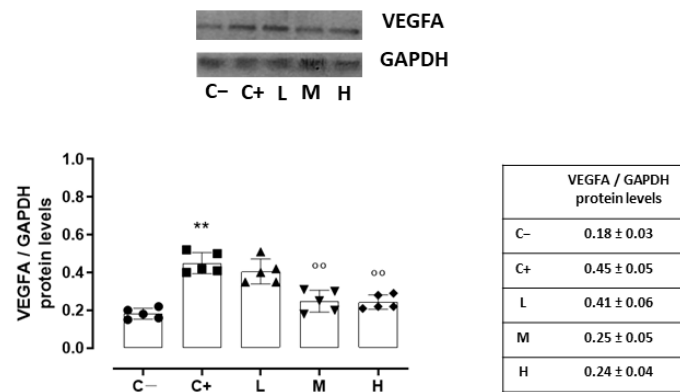 VEGFA
GAPDH
C− C+ L M H
VEGFA / GAPDH
protein levels
1.0
0.8
0.6
0.4
0.2
0.0
**
°°
°°
C− C+ L M H
VEGFA / GAPDH
protein levels
C− 0.18 ± 0.03
C+ 0.45 ± 0.05
L 0.41 ± 0.06
M 0.25 ± 0.05
H 0.24 ± 0.04